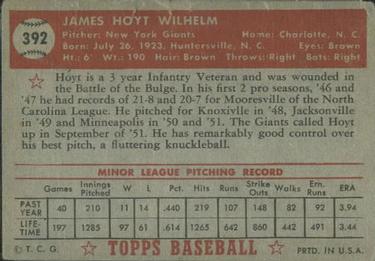 392
JAMES HOYT WILHELM
Pitcher: New York Giants Home: Charlotte, N. C.
Born: July 26, 1923, Huntersville, N. C. Eyes: Brown
Ht.: 6' Wt.: 190 Hair: Brown Throws: Right Bats: Right
Hoyt is a 3 year Infantry Veteran and was wounded in
the Battle of the Bulge. In his first 2 pro seasons, '46 and
'47 he had records of 21-8 and 20-7 for Mooresville of the North
Carolina League. He pitched for Knoxivlle in '48, Jacksonville
in '49 and Minneapolis in '50 and '51. The Giants called Hoyt
up in September of '51. He has remarkably good control over
his best pitch, a fluttering knuckleball.
MINOR LEAGUE PITCHING RECORD
Games Innings Pitched W L Pct. Hits Runs Strike Outs Walks Ern. Runs ERA
PAST YEAR 40 210 11 14 .440 219 107 148 82 92 3.94
LIFE-TIME 197 1285 97 61 .614 1265 642 860 442 491 3.44
© T. C. G. TOPPS BASEBALL PRTD. IN U.S.A.